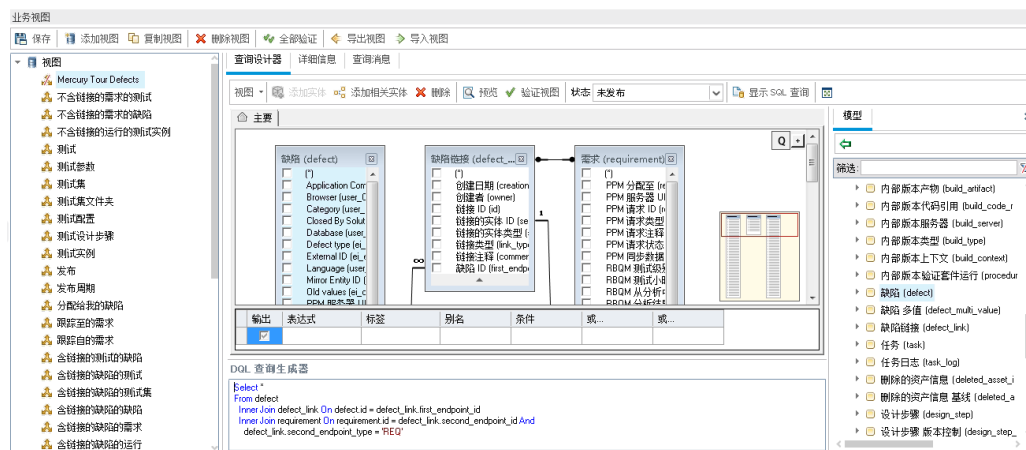 业务视图
保存 添加视图 复制视图 删除视图 全部验证 导出视图 导入视图
视图
Mercury Tour Defects
不含链接的需求的测试
不含链接的需求的缺陷
不含链接的运行的测试实例
测试
测试参数
测试集
测试集文件夹
测试配置
测试设计步骤
测试实例
发布
发布周期
分配给我的缺陷
跟踪至的需求
跟踪自的需求
含链接的测试的缺陷
含链接的缺陷的测试
含链接的缺陷的测试集
含链接的缺陷的缺陷
含链接的缺陷的需求
含链接的缺陷的运行
查询设计器 详细信息 查询消息
视图 添加实体 添加相关实体 删除 预览 验证视图 状态 未发布 显示 SQL 查询
主要
Q +
缺陷 (defect)
(*)
Application Con
Browser (user_0
Category (user_
Closed By Solut
Database (user_
Defect type (ei_
External ID (ei_e
Language (user_
Mirror Entity ID (
Old values (ei_c
PPM 服务器 UI
缺陷链接 (defect_...
(*)
创建日期 (creation
创建者 (owner)
链接 ID (id)
链接的实体 ID (se
链接的实体类型 (s
链接类型 (link_typ
链接注释 (commer
缺陷 ID (first_endp
∞
1
需求 (requirement)
(*)
PPM 分配至 (re
PPM 服务器 UI
PPM 请求 ID (r
PPM 请求类型
PPM 请求注释
PPM 请求状态
PPM 同步数据
RBQM 测试级别
RBQM 测试小时
RBQM 从分析中
RBQM 分析结果
输出 表达式 标签 别名 条件 或... 或...
DQL 查询生成器
Select *
From defect
Inner Join defect_link On defect.id = defect_link.first_endpoint_id
Inner Join requirement On requirement.id = defect_link.second_endpoint_id And
defect_link.second_endpoint_type = 'REQ'
模型
筛选:
内部版本产物 (build_artifact)
内部版本代码引用 (build_code_r
内部版本服务器 (build_server)
内部版本类型 (build_type)
内部版本上下文 (build_context)
内部版本验证套件运行 (procedur
缺陷 (defect)
缺陷 多值 (defect_multi_value)
缺陷链接 (defect_link)
任务 (task)
任务日志 (task_log)
删除的资产信息 (deleted_asset_i
删除的资产信息 基线 (deleted_a
设计步骤 (design_step)
设计步骤 版本控制 (design_step_